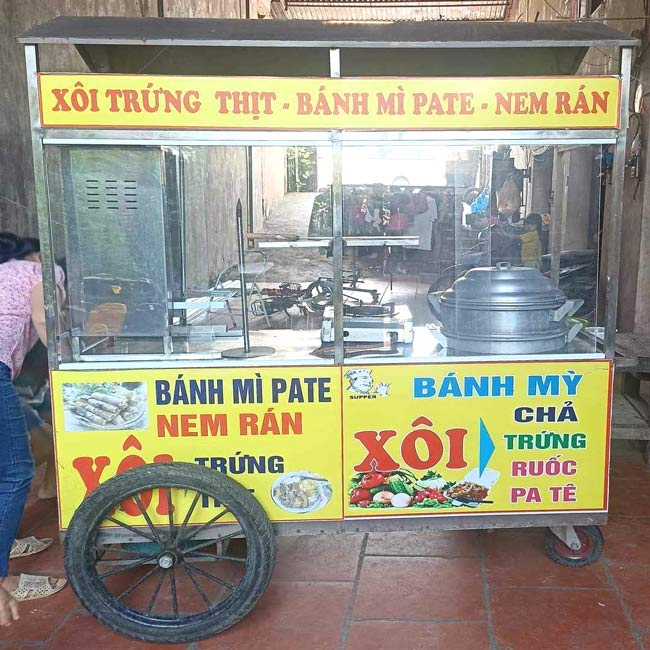 XÔI TRỨNG THỊT - BÁNH MÌ PATE - NEM RÁN
BÁNH MÌ PATE
NEM RÁN
XÔI TRỨNG
SUPPER
BÁNH MỲ
XÔI
CHẢ
TRỨNG
RUỐC
PA TÊ